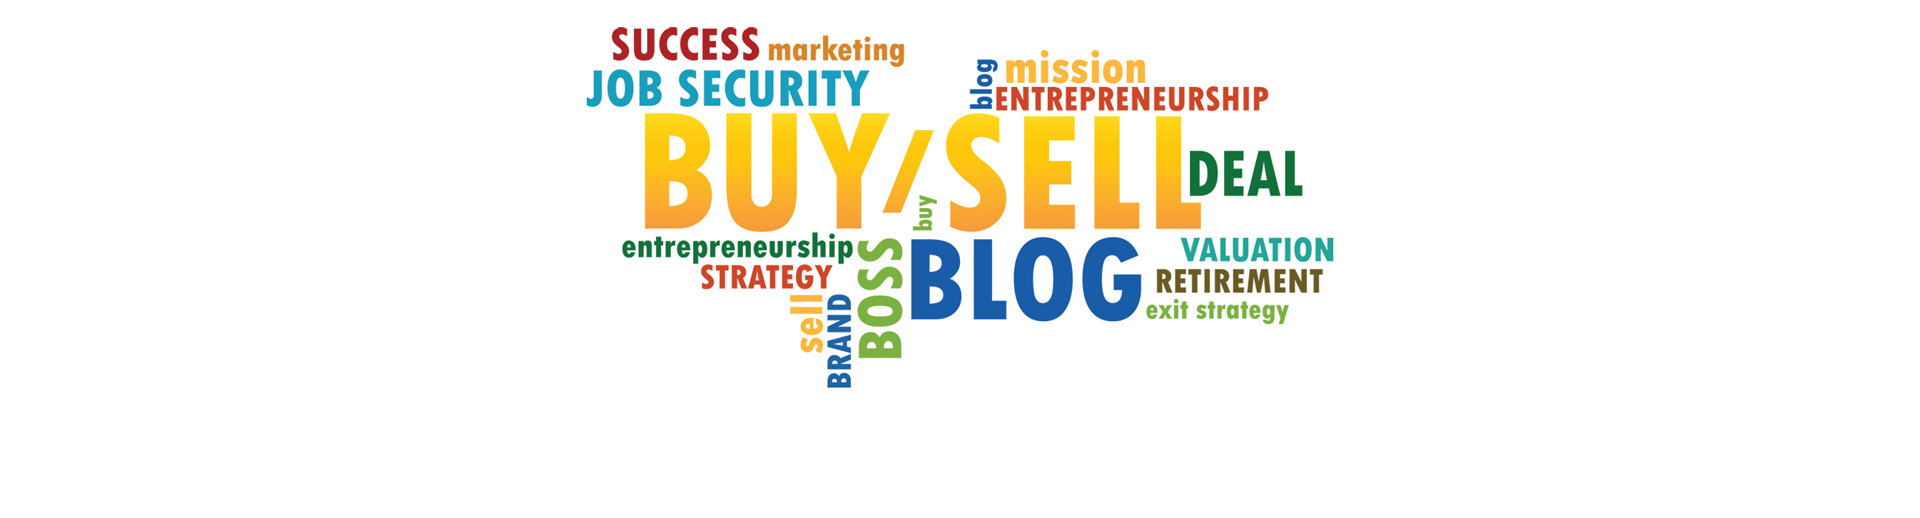 SUCCESS marketing
JOB SECURITY
blog
mission
ENTREPRENEURSHIP
BUY/SELL
buy
DEAL
entrepreneurship
STRATEGY
sell
BRAND
BOSS
BLOG
VALUATION
RETIREMENT
exit strategy